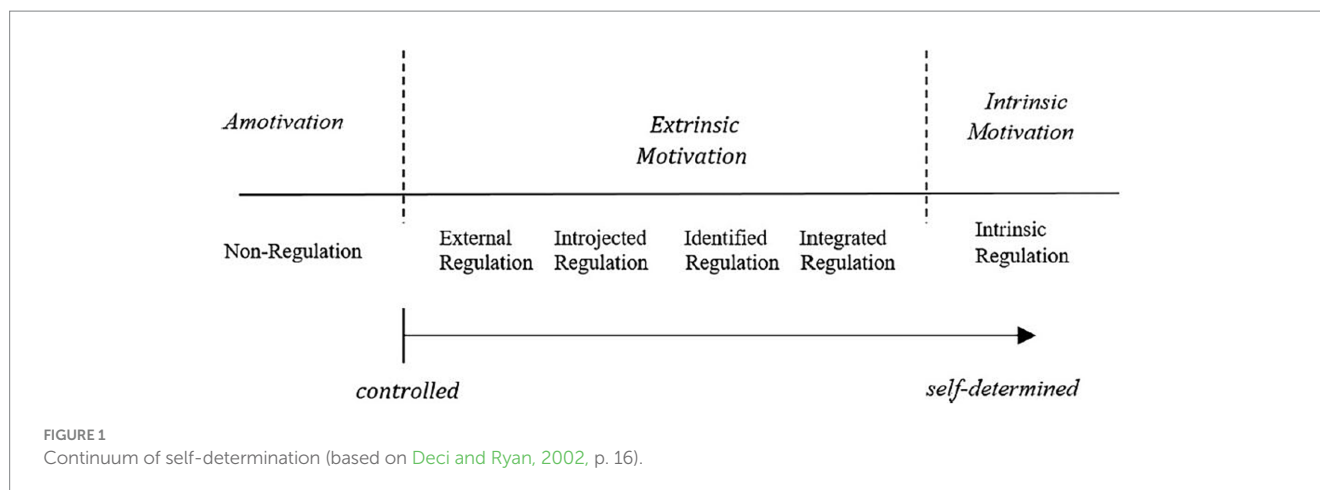 Amotivation
Extrinsic
Motivation
Intrinsic
Motivation
Non-Regulation
External
Regulation
Introjected
Regulation
Identified
Regulation
Integrated
Regulation
Intrinsic
Regulation
controlled
self-determined
FIGURE 1
Continuum of self-determination (based on Deci and Ryan, 2002, p. 16).